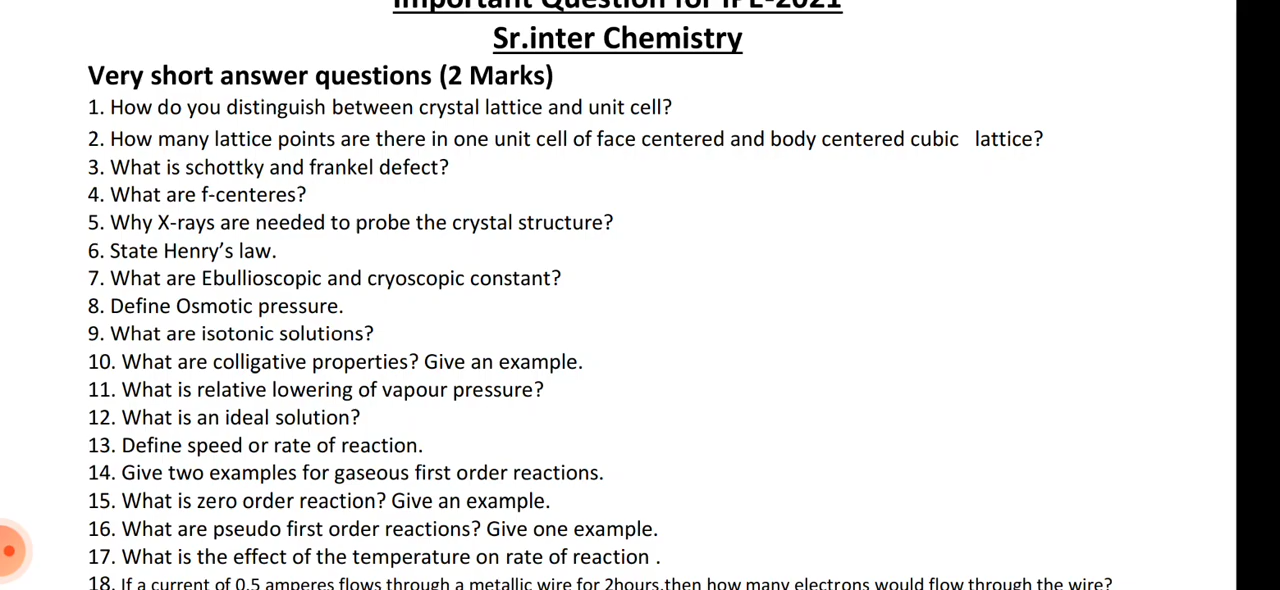 Important Question for IPE-2021
Sr.inter Chemistry
Very short answer questions (2 Marks)
1. How do you distinguish between crystal lattice and unit cell?
2. How many lattice points are there in one unit cell of face centered and body centered cubic lattice?
3. What is schottky and frankel defect?
4. What are f-centeres?
5. Why X-rays are needed to probe the crystal structure?
6. State Henry’s law.
7. What are Ebullioscopic and cryoscopic constant?
8. Define Osmotic pressure.
9. What are isotonic solutions?
10. What are colligative properties? Give an example.
11. What is relative lowering of vapour pressure?
12. What is an ideal solution?
13. Define speed or rate of reaction.
14. Give two examples for gaseous first order reactions.
15. What is zero order reaction? Give an example.
16. What are pseudo first order reactions? Give one example.
17. What is the effect of the temperature on rate of reaction .
18. If a current of 0.5 amperes flows through a metallic wire for 2hours,then how many electrons would flow through the wire?